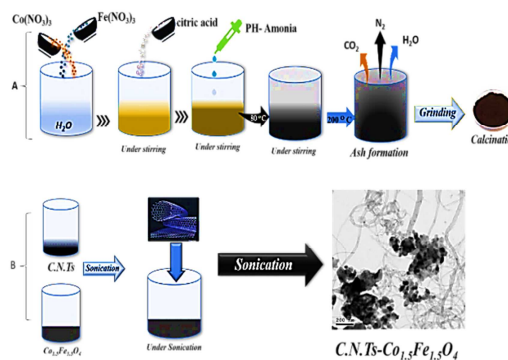 Co(NO₃)₃
Fe(NO₃)₃
citric acid
PH- Amonia
CO₂
N₂
H₂O
A
H₂O
80 °C
200 °C
Grinding
Under stirring
Under stirring
Under stirring
Ash formation
Calcinatio
B
C.N.Ts
Sonication
Sonication
Co₁.₅Fe₁.₅O₄
Under Sonication
C.N.Ts-Co₁.₅Fe₁.₅O₄